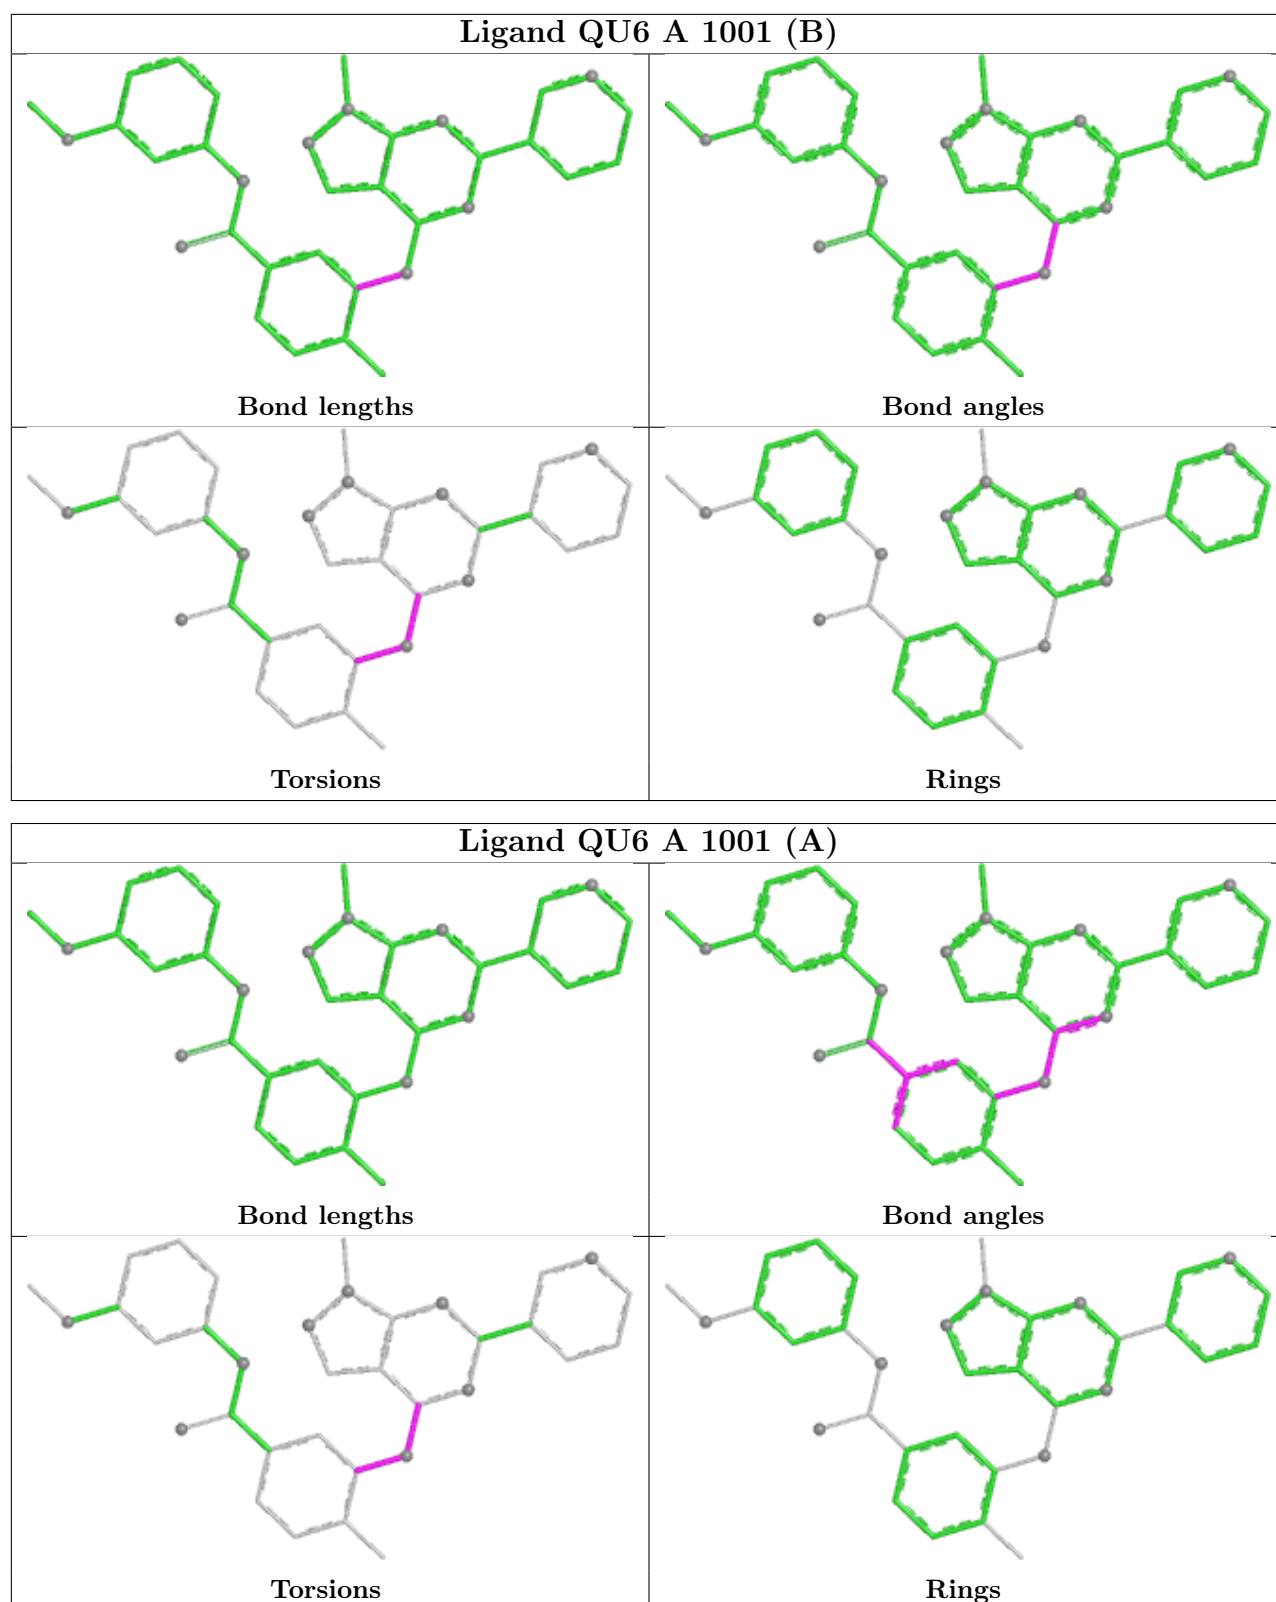 Ligand QU6 A 1001 (B)
Bond lengths
Bond angles
Torsions
Rings
Ligand QU6 A 1001 (A)
Bond lengths
Bond angles
Torsions
Rings